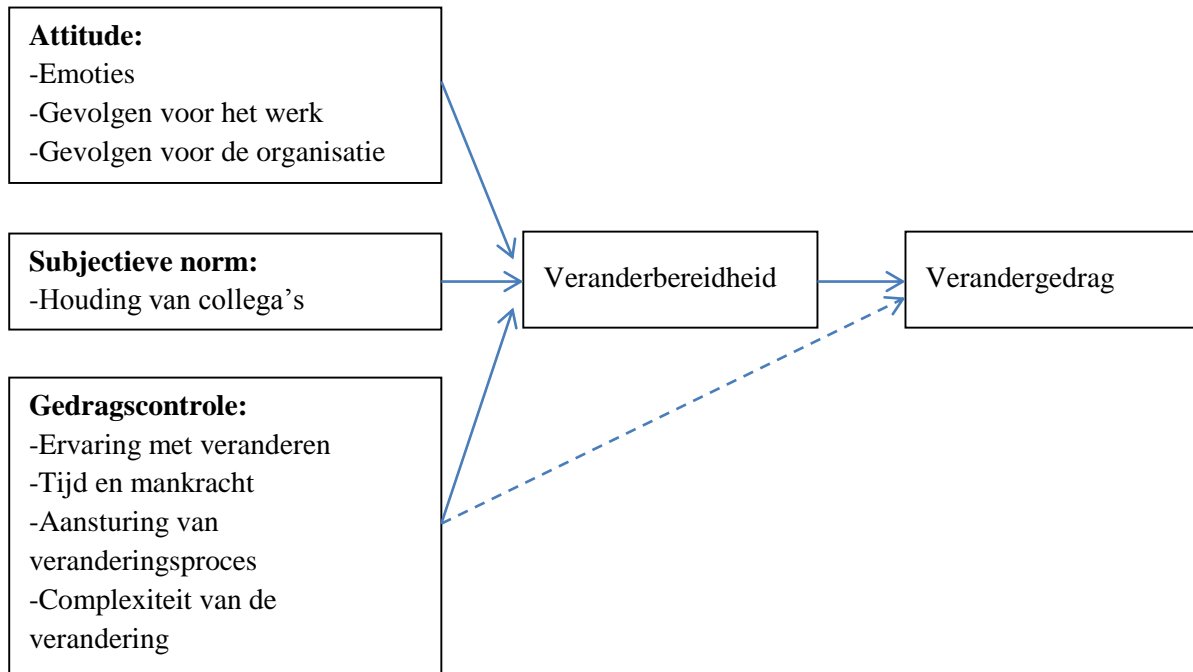 Attitude:
-Emoties
-Gevolgen voor het werk
-Gevolgen voor de organisatie
Subjectieve norm:
-Houding van collega’s
Veranderbereidheid
Verandergedrag
Gedragscontrole:
-Ervaring met veranderen
-Tijd en mankracht
-Aansturing van
veranderingsproces
-Complexiteit van de
verandering